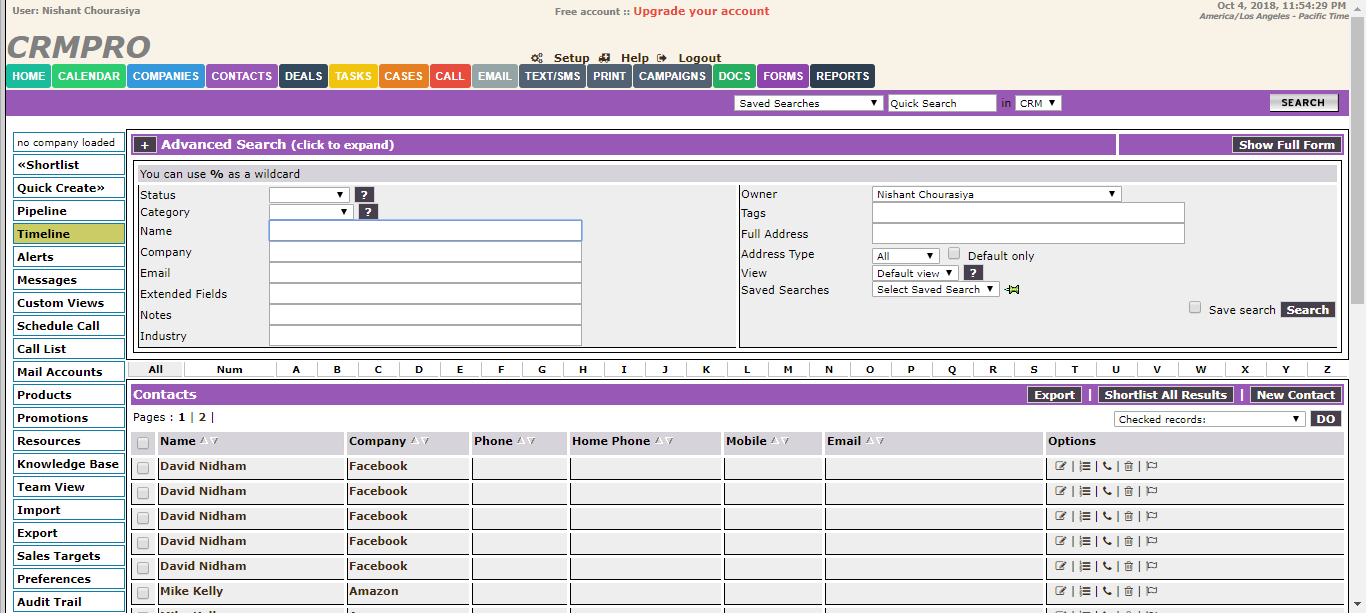 User: Nishant Chourasiya
Free account :: Upgrade your account
Oct 4, 2018, 11:54:29 PM
America/Los Angeles - Pacific Time
CRMPRO
Setup Help Logout
HOME CALENDAR COMPANIES CONTACTS DEALS TASKS CASES CALL EMAIL TEXT/SMS PRINT CAMPAIGNS DOCS FORMS REPORTS
Saved Searches Quick Search in CRM SEARCH
no company loaded
«Shortlist
Quick Create»
Pipeline
Timeline
Alerts
Messages
Custom Views
Schedule Call
Call List
Mail Accounts
Products
Promotions
Resources
Knowledge Base
Team View
Import
Export
Sales Targets
Preferences
Audit Trail
+ Advanced Search (click to expand) Show Full Form
You can use % as a wildcard
Status ?
Category ?
Name
Company
Email
Extended Fields
Notes
Industry
Owner Nishant Chourasiya
Tags
Full Address
Address Type All Default only
View Default view ?
Saved Searches Select Saved Search
Save search Search
All Num A B C D E F G H I J K L M N O P Q R S T U V W X Y Z
Contacts Export | Shortlist All Results | New Contact
Pages : 1 | 2 |
Checked records: DO
Name Company Phone Home Phone Mobile Email Options
David Nidham Facebook | | | |
David Nidham Facebook | | | |
David Nidham Facebook | | | |
David Nidham Facebook | | | |
David Nidham Facebook | | | |
Mike Kelly Amazon | | | |